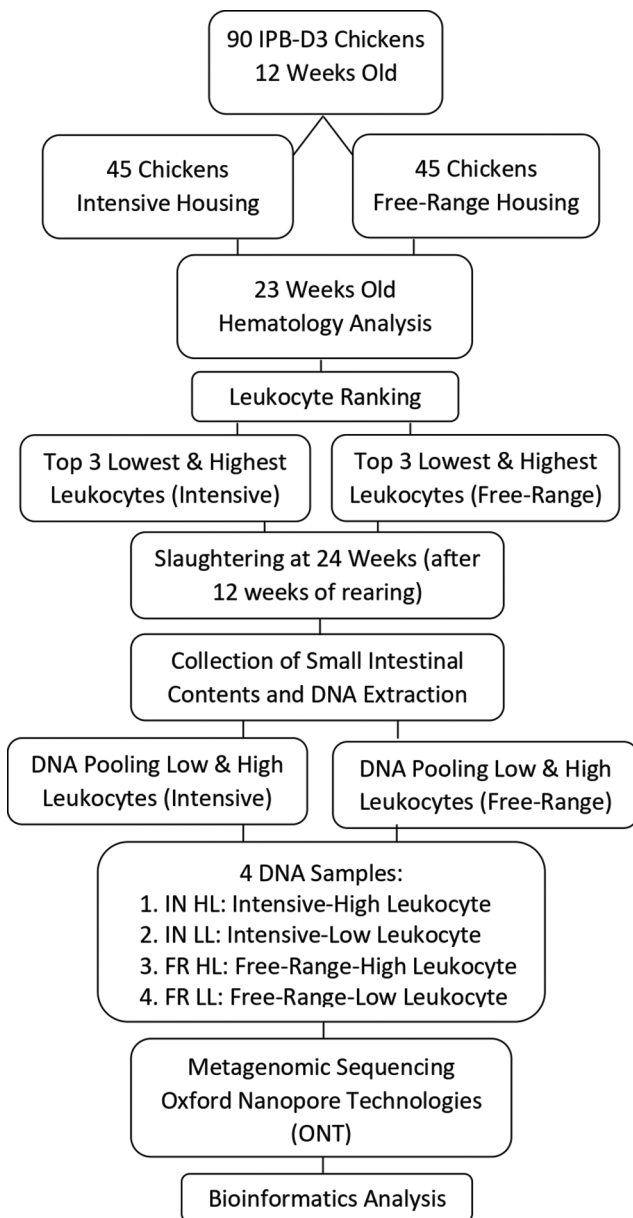 90 IPB-D3 Chickens
12 Weeks Old
45 Chickens
Intensive Housing
45 Chickens
Free-Range Housing
23 Weeks Old
Hematology Analysis
Leukocyte Ranking
Top 3 Lowest & Highest
Leukocytes (Intensive)
Top 3 Lowest & Highest
Leukocytes (Free-Range)
Slaughtering at 24 Weeks (after
12 weeks of rearing)
Collection of Small Intestinal
Contents and DNA Extraction
DNA Pooling Low & High
Leukocytes (Intensive)
DNA Pooling Low & High
Leukocytes (Free-Range)
4 DNA Samples:
1. IN HL: Intensive-High Leukocyte
2. IN LL: Intensive-Low Leukocyte
3. FR HL: Free-Range-High Leukocyte
4. FR LL: Free-Range-Low Leukocyte
Metagenomic Sequencing
Oxford Nanopore Technologies
(ONT)
Bioinformatics Analysis